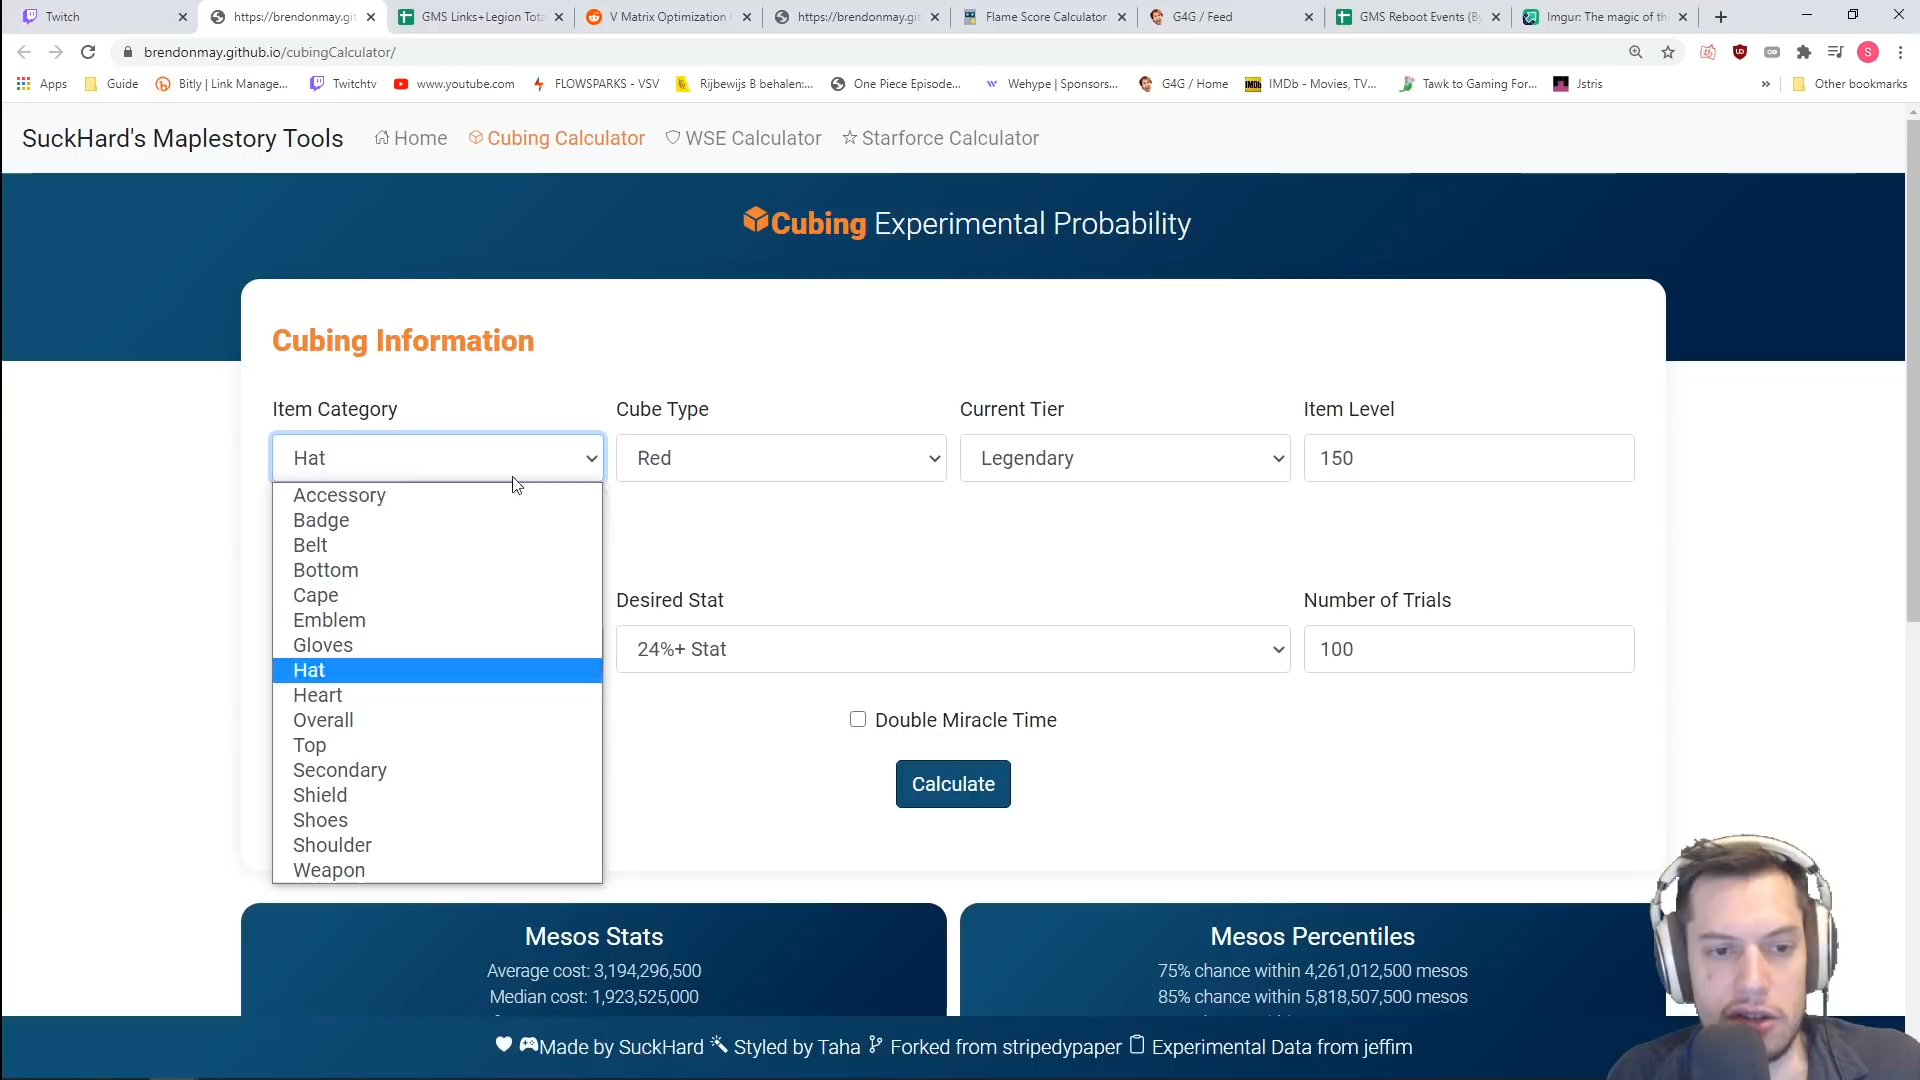 Twitch
https://brendonmay.git
GMS Links+Legion Tota
V Matrix Optimization
https://brendonmay.git
Flame Score Calculator
G4G / Feed
GMS Reboot Events (By
Imgur: The magic of th
brendonmay.github.io/cubingCalculator/
Apps
Guide
Bitly | Link Manage...
Twitchtv
www.youtube.com
FLOWSPARKS - VSV
Rijbewijs B behalen:...
One Piece Episode...
Wehype | Sponsors...
G4G / Home
IMDb - Movies, TV...
Tawk to Gaming For...
Jstris
»
Other bookmarks
SuckHard's Maplestory Tools
Home
Cubing Calculator
WSE Calculator
Starforce Calculator
Cubing Experimental Probability
Cubing Information
Item Category
Cube Type
Current Tier
Item Level
Hat
Red
Legendary
150
Accessory
Badge
Belt
Bottom
Cape
Emblem
Gloves
Hat
Heart
Overall
Top
Secondary
Shield
Shoes
Shoulder
Weapon
Desired Stat
Number of Trials
24%+ Stat
100
Double Miracle Time
Calculate
Mesos Stats
Average cost: 3,194,296,500
Median cost: 1,923,525,000
Mesos Percentiles
75% chance within 4,261,012,500 mesos
85% chance within 5,818,507,500 mesos
Made by SuckHard Styled by Taha Forked from stripedypaper Experimental Data from jeffim